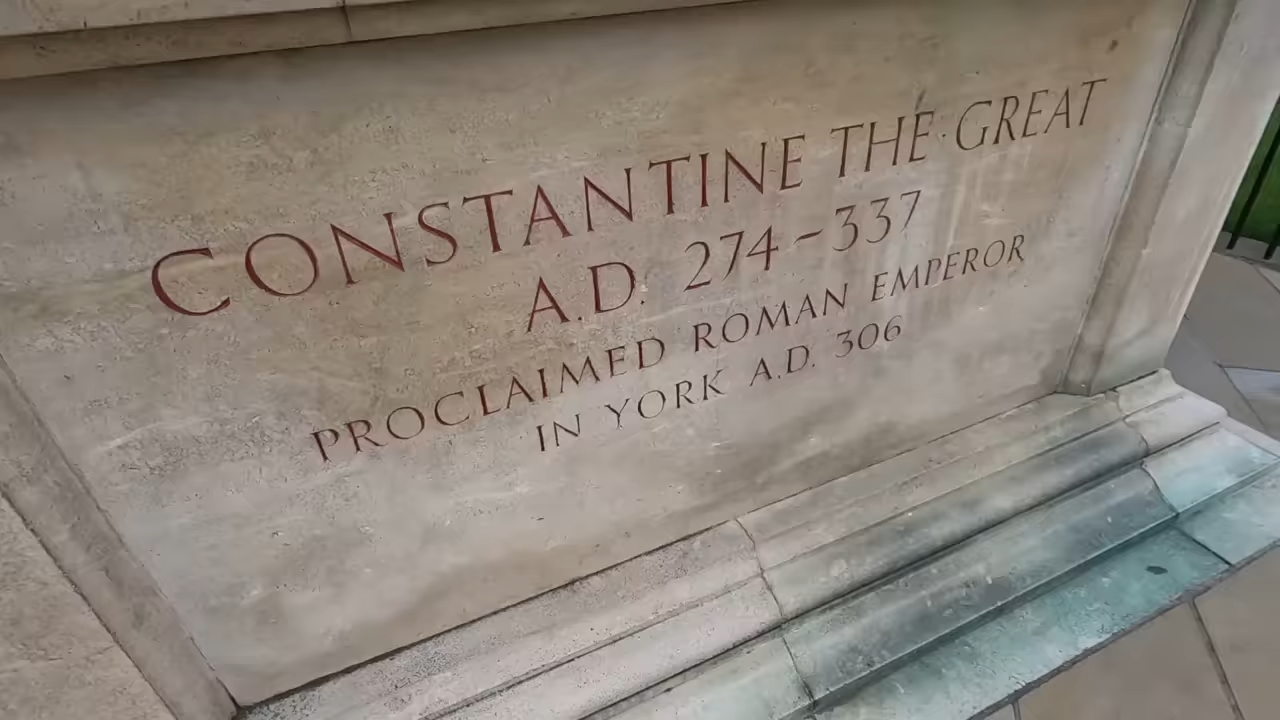 CONSTANTINE THE GREAT
A.D. 274-337
PROCLAIMED ROMAN EMPEROR
IN YORK A.D. 306